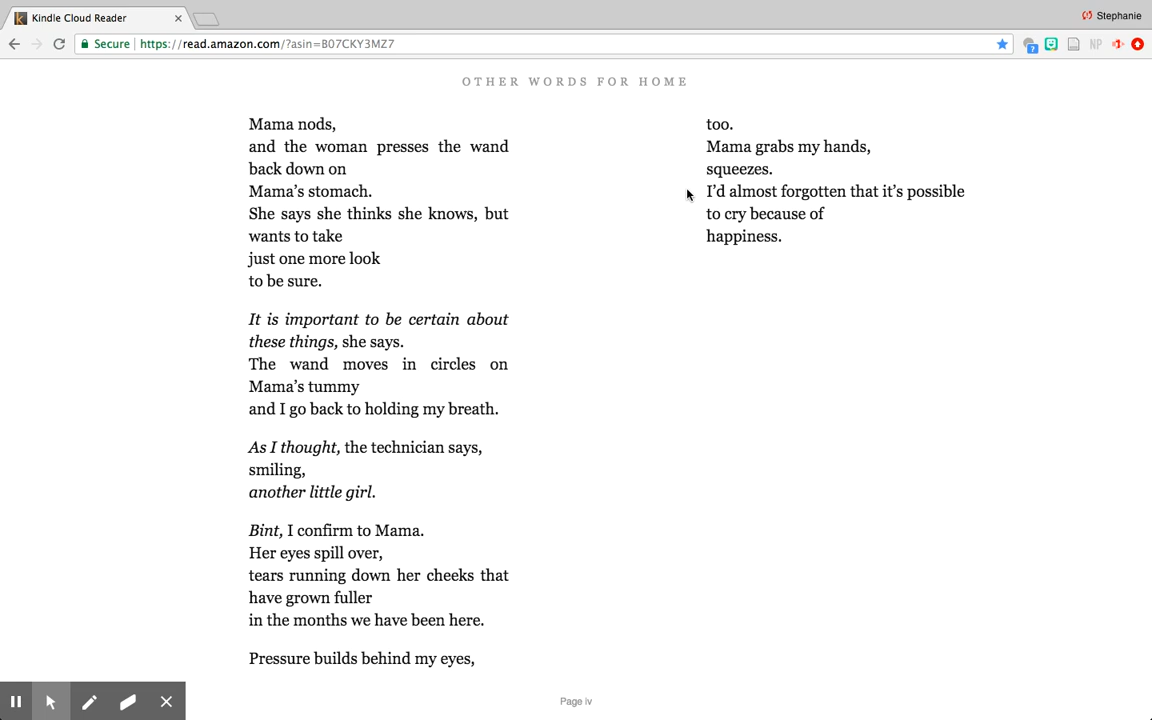 Kindle Cloud Reader
Stephanie
Secure https://read.amazon.com/?asin=B07CKY3MZ7
NP
OTHER WORDS FOR HOME
Mama nods,
and the woman presses the wand
back down on
Mama's stomach.
She says she thinks she knows, but
wants to take
just one more look
to be sure.
It is important to be certain about
these things, she says.
The wand moves in circles on
Mama's tummy
and I go back to holding my breath.
As I thought, the technician says,
smiling,
another little girl.
Bint, I confirm to Mama.
Her eyes spill over,
tears running down her cheeks that
have grown fuller
in the months we have been here.
Pressure builds behind my eyes,
too.
Mama grabs my hands,
squeezes.
I'd almost forgotten that it's possible
to cry because of
happiness.
Page iv